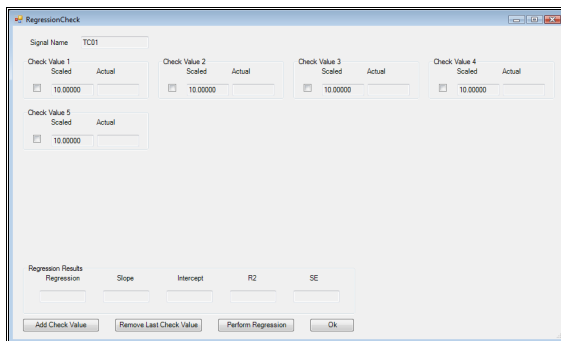 RegressionCheck
Signal Name TC01
Check Value 1 Check Value 2 Check Value 3 Check Value 4
Scaled Actual Scaled Actual Scaled Actual Scaled Actual
10.00000 10.00000 10.00000 10.00000
Check Value 5
Scaled Actual
10.00000
Regression Results
Regression Slope Intercept R2 SE
Add Check Value Remove Last Check Value Perform Regression Ok